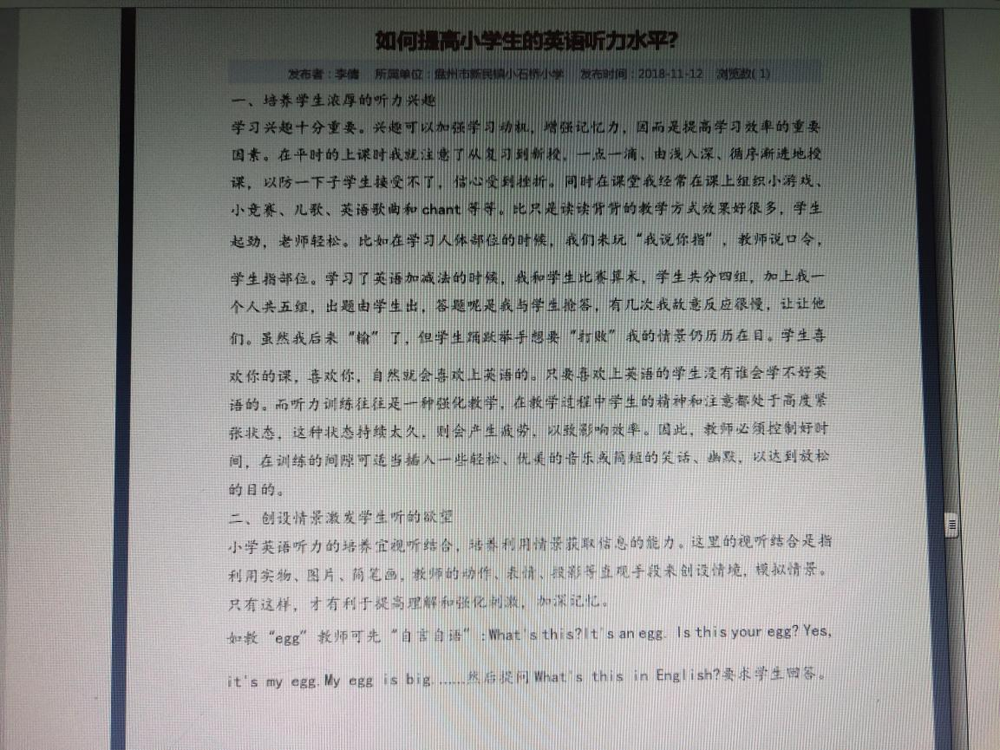 如何提高小学生的英语听力水平?
发布者：李倩 所属单位：盘州市新民镇小石桥小学 发布时间：2018-11-12 浏览数( 1)
一、培养学生浓厚的听力兴趣
学习兴趣十分重要。兴趣可以加强学习动机，增强记忆力，因而是提高学习效率的重要
因素。在平时的上课时我就注意了从复习到新授，一点一滴、由浅入深、循序渐进地授
课，以防一下子学生接受不了，信心受到挫折。同时在课堂我经常在课上组织小游戏、
小竞赛、儿歌、英语歌曲和 chant 等等。比只是读读背背的教学方式效果好很多，学生
起劲，老师轻松。比如在学习人体部位的时候，我们来玩“我说你指”，教师说口令，
学生指部位。学习了英语加减法的时候，我和学生比赛算术，学生共分四组，加上我一
个人共五组，出题由学生出，答题呢是我与学生抢答，有几次我故意反应很慢，让让他
们。虽然我后来“输”了，但学生踊跃举手想要“打败”我的情景仍历历在目。学生喜
欢你的课，喜欢你，自然就会喜欢上英语的。只要喜欢上英语的学生没有谁会学不好英
语的。而听力训练往往是一种强化教学，在教学过程中学生的精神和注意都处于高度紧
张状态，这种状态持续太久，则会产生疲劳，以致影响效率。因此，教师必须控制好时
间，在训练的间隙可适当插入一些轻松、优美的音乐或简短的笑话、幽默，以达到放松
的目的。
二、创设情景激发学生听的欲望
小学英语听力的培养宜视听结合，培养利用情景获取信息的能力。这里的视听结合是指
利用实物、图片、简笔画，教师的动作、表情、投影等直观手段来创设情境，模拟情景。
只有这样，才有利于提高理解和强化刺激，加深记忆。
如教“egg”教师可先“自言自语”:What's this?It's an egg. Is this your egg? Yes,
it's my egg.My egg is big.……然后提问 What's this in English?要求学生回答。